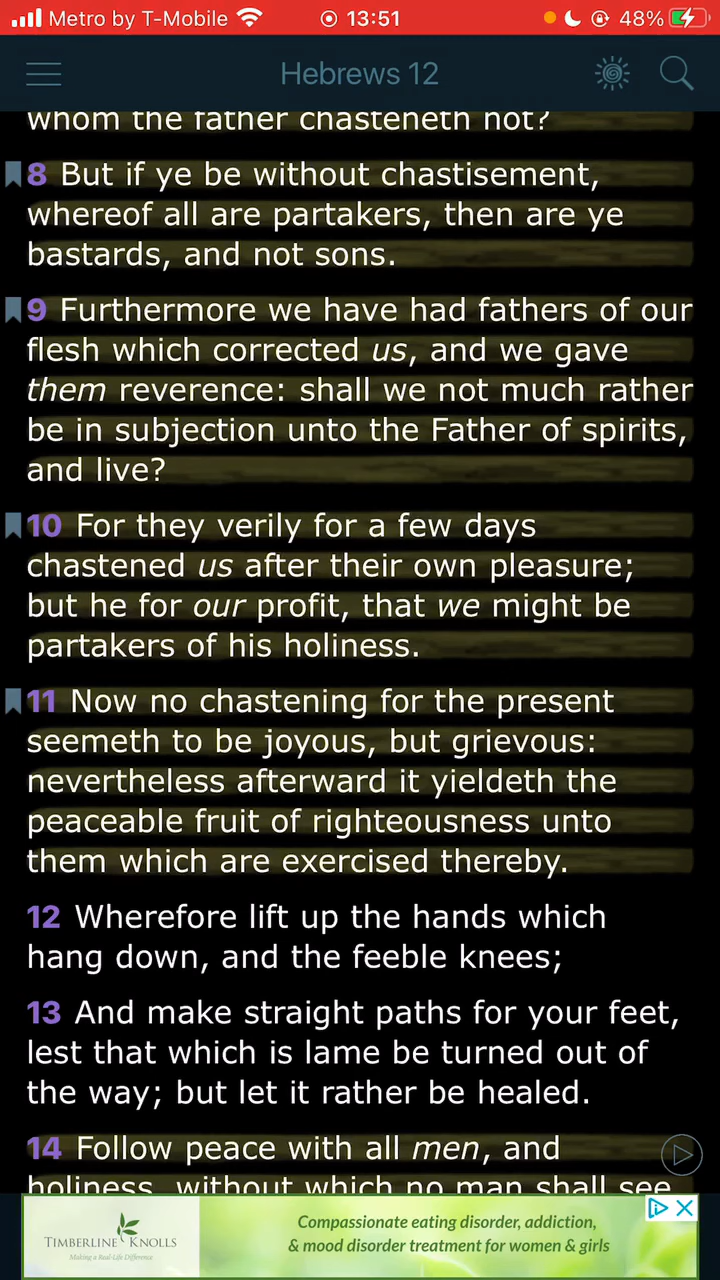 Metro by T-Mobile 13:51 48%
Hebrews 12
whom the father chasteneth not?
8 But if ye be without chastisement,
whereof all are partakers, then are ye
bastards, and not sons.
9 Furthermore we have had fathers of our
flesh which corrected us, and we gave
them reverence: shall we not much rather
be in subjection unto the Father of spirits,
and live?
10 For they verily for a few days
chastened us after their own pleasure;
but he for our profit, that we might be
partakers of his holiness.
11 Now no chastening for the present
seemeth to be joyous, but grievous:
nevertheless afterward it yieldeth the
peaceable fruit of righteousness unto
them which are exercised thereby.
12 Wherefore lift up the hands which
hang down, and the feeble knees;
13 And make straight paths for your feet,
lest that which is lame be turned out of
the way; but let it rather be healed.
14 Follow peace with all men, and
holiness, without which no man shall see
TIMBERLINE KNOLLS
Making a Real-Life Difference
Compassionate eating disorder, addiction,
& mood disorder treatment for women & girls